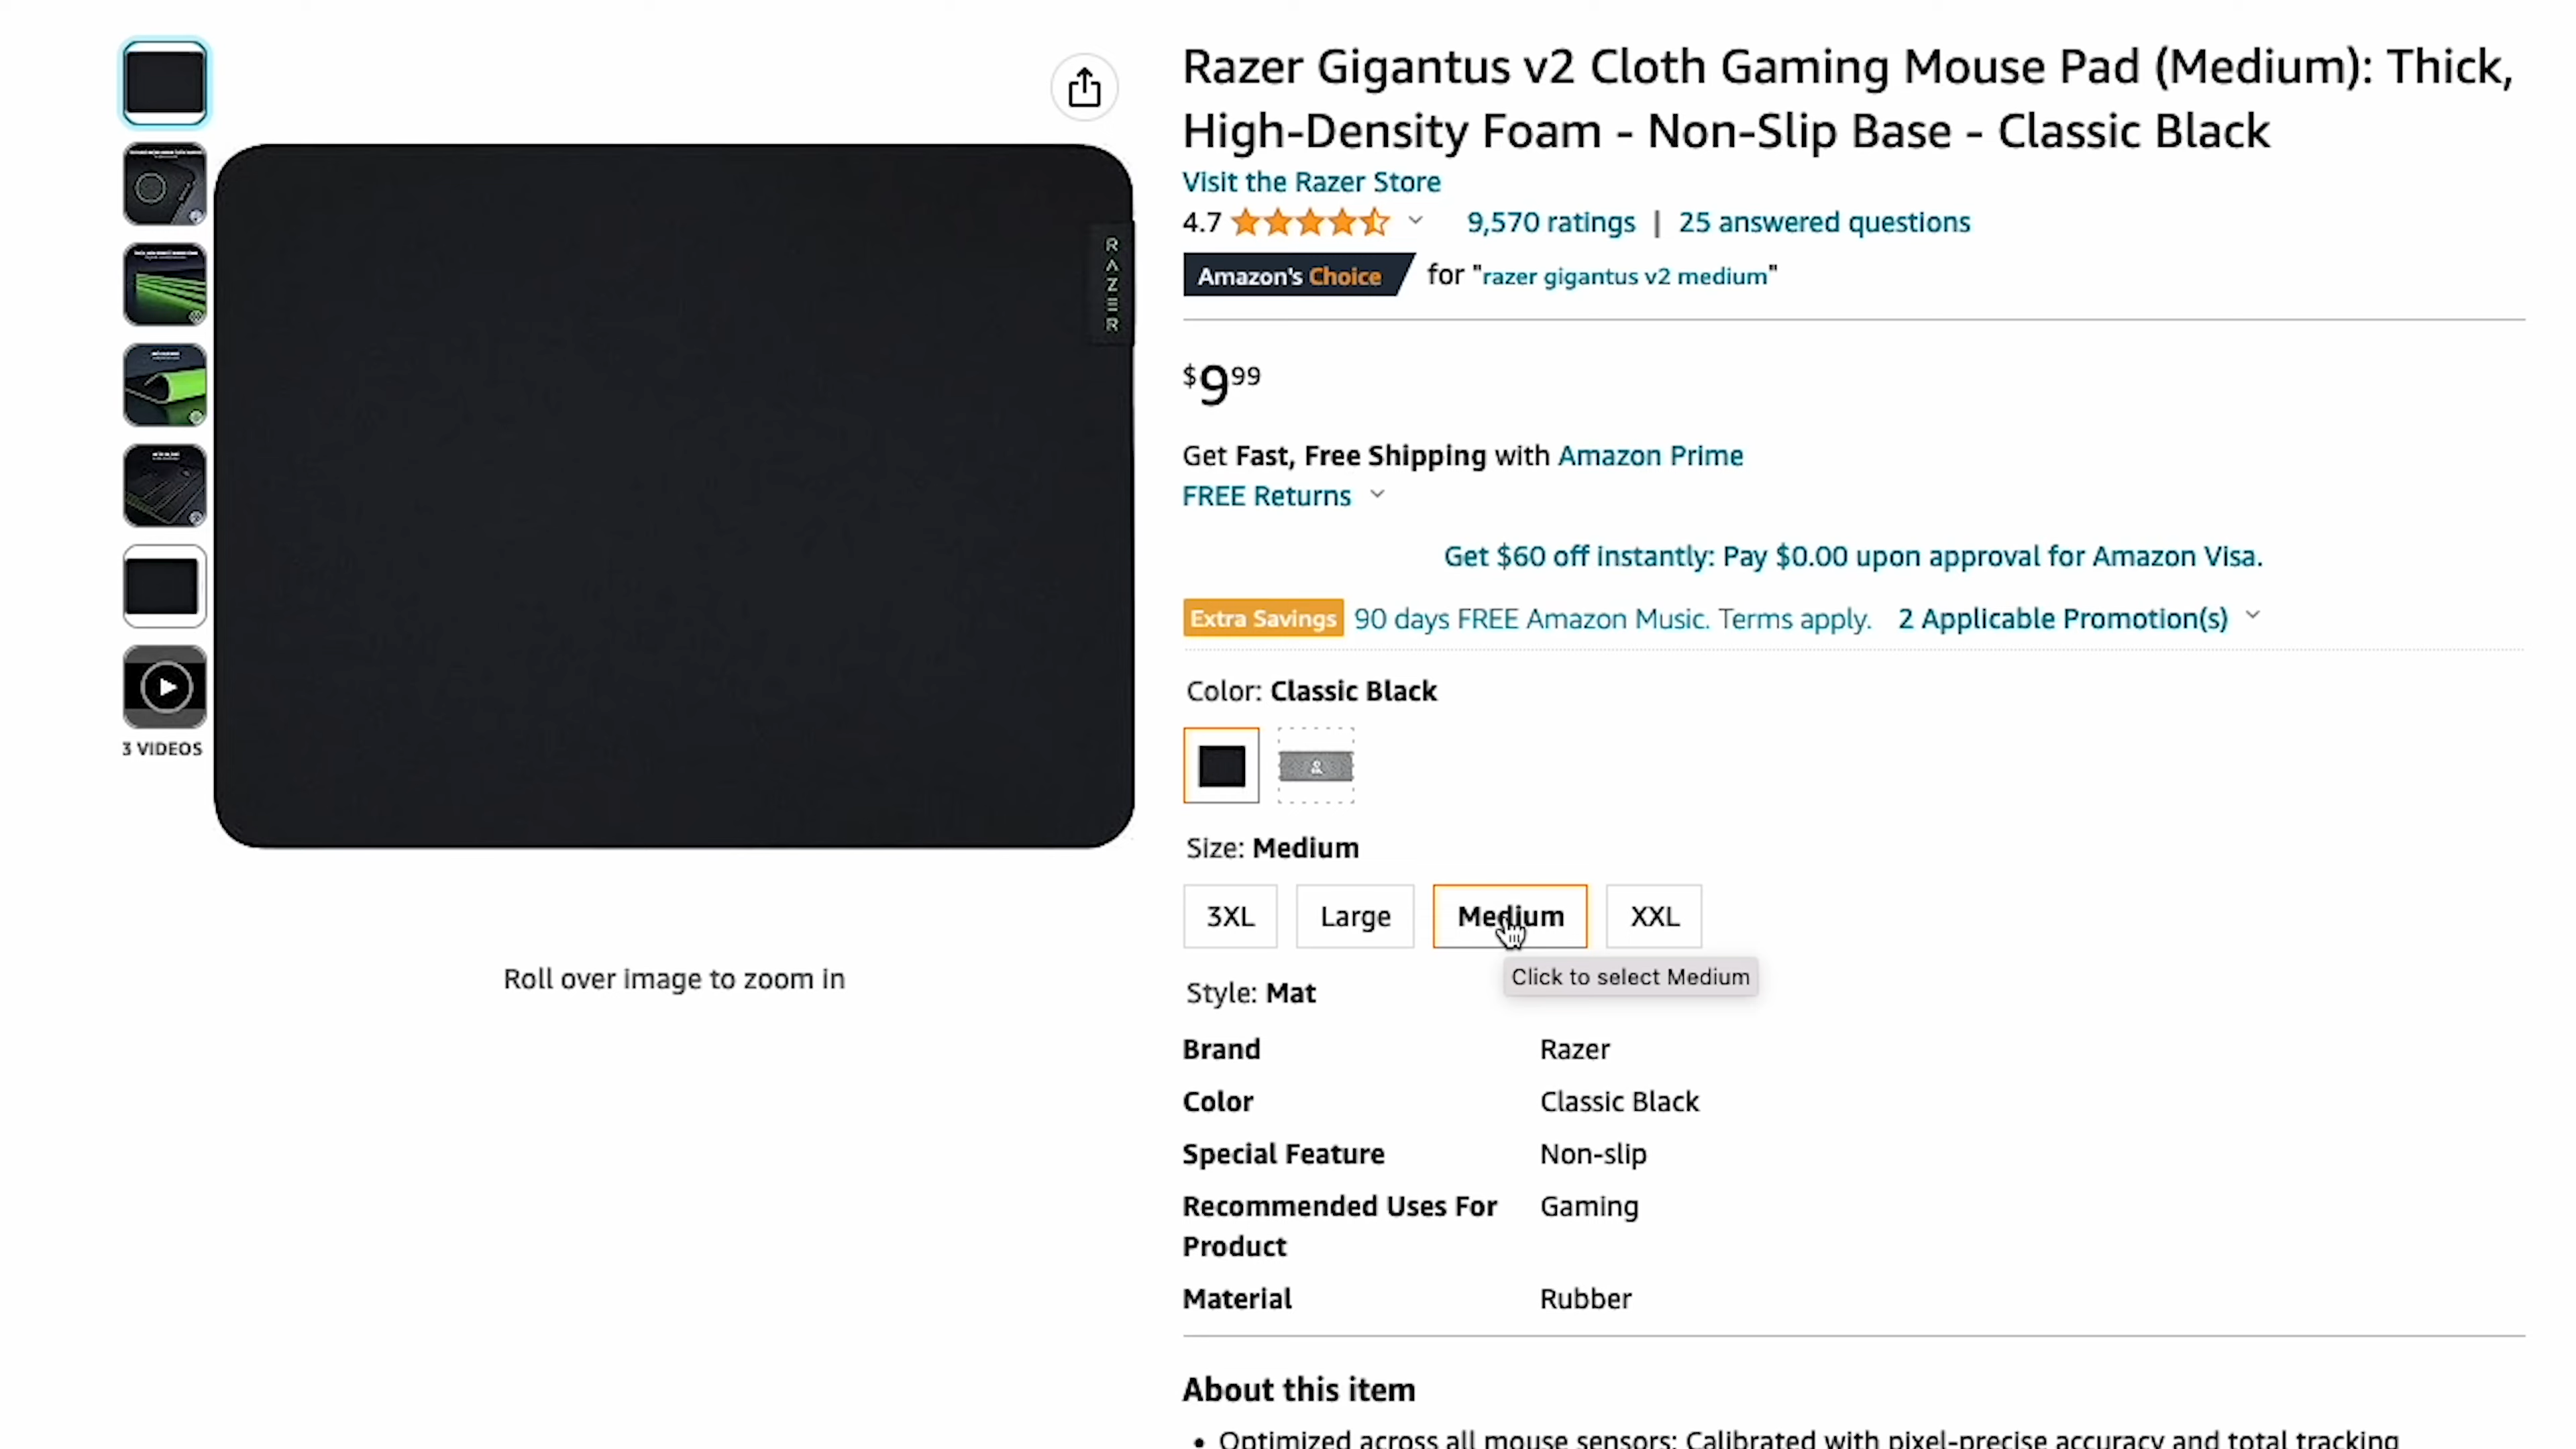 Razer Gigantus v2 Cloth Gaming Mouse Pad (Medium): Thick,
High-Density Foam - Non-Slip Base - Classic Black
Visit the Razer Store
4.7
9,570 ratings | 25 answered questions
Amazon's Choice for "razer gigantus v2 medium"
RAZER
$9.99
Get Fast, Free Shipping with Amazon Prime
FREE Returns
Get $60 off instantly: Pay $0.00 upon approval for Amazon Visa.
Extra Savings 90 days FREE Amazon Music. Terms apply. 2 Applicable Promotion(s)
3 VIDEOS
Color: Classic Black
Size: Medium
3XL Large Medium XXL
Click to select Medium
Roll over image to zoom in
Style: Mat
Brand Razer
Color Classic Black
Special Feature Non-slip
Recommended Uses For Gaming
Product
Material Rubber
About this item
• Optimized across all mouse sensors: Calibrated with pixel-precise accuracy and total tracking